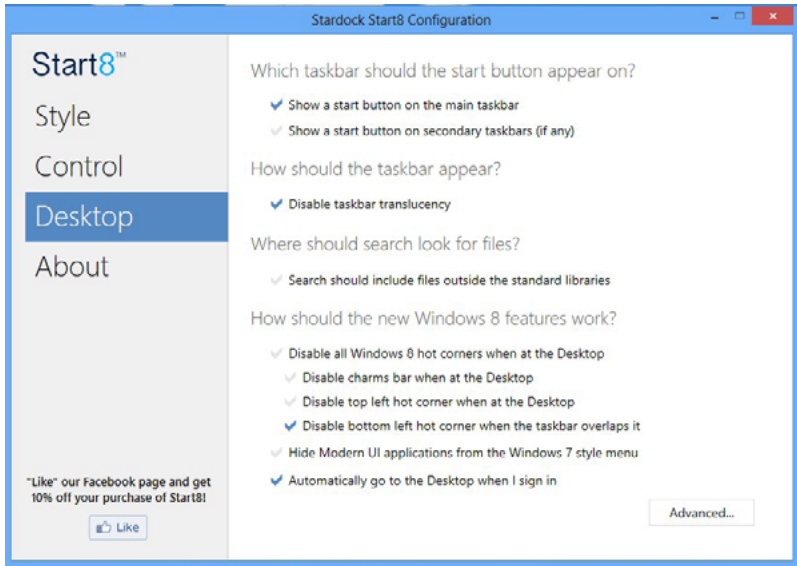 Stardock Start8 Configuration
Start8™
Style
Control
Desktop
About
"Like" our Facebook page and get
10% off your purchase of Start8!
Like
Which taskbar should the start button appear on?
Show a start button on the main taskbar
Show a start button on secondary taskbars (if any)
How should the taskbar appear?
Disable taskbar translucency
Where should search look for files?
Search should include files outside the standard libraries
How should the new Windows 8 features work?
Disable all Windows 8 hot corners when at the Desktop
Disable charms bar when at the Desktop
Disable top left hot corner when at the Desktop
Disable bottom left hot corner when the taskbar overlaps it
Hide Modern UI applications from the Windows 7 style menu
Automatically go to the Desktop when I sign in
Advanced...